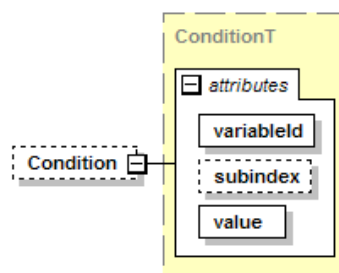 ConditionT
attributes
variableId
Condition
subindex
value